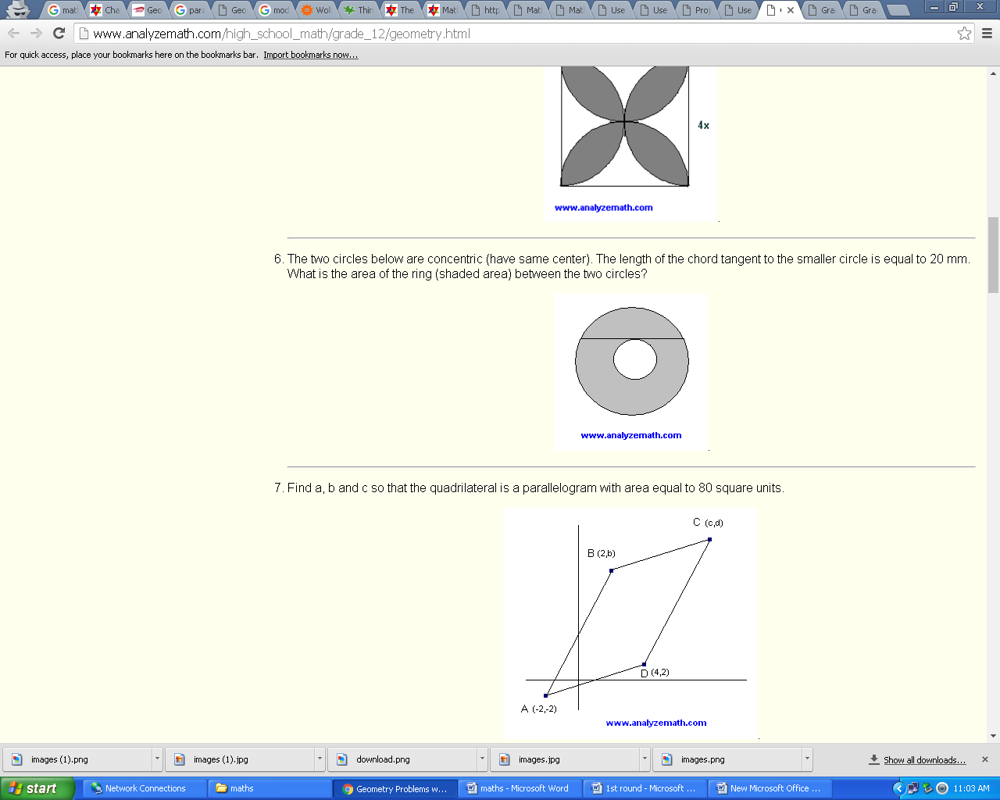 mat
Cha
Geo
para
Geo
mod
Wol
Thin
The
Mat
http
Mat
Mat
Use
Use
Pro
Use
Gra
Gra
www.analyzemath.com/high_school_math/grade_12/geometry.html
For quick access, place your bookmarks here on the bookmarks bar. Import bookmarks now...
4x
www.analyzemath.com
6. The two circles below are concentric (have same center). The length of the chord tangent to the smaller circle is equal to 20 mm.
What is the area of the ring (shaded area) between the two circles?
www.analyzemath.com
7. Find a, b and c so that the quadrilateral is a parallelogram with area equal to 80 square units.
C (c,d)
B (2,b)
D (4,2)
A (-2,-2)
www.analyzemath.com
images (1).png
images (1).jpg
download.png
images.jpg
images.png
Show all downloads...
start
Network Connections
maths
Geometry Problems w...
maths - Microsoft Word
1st round - Microsoft ...
New Microsoft Office ...
11:03 AM